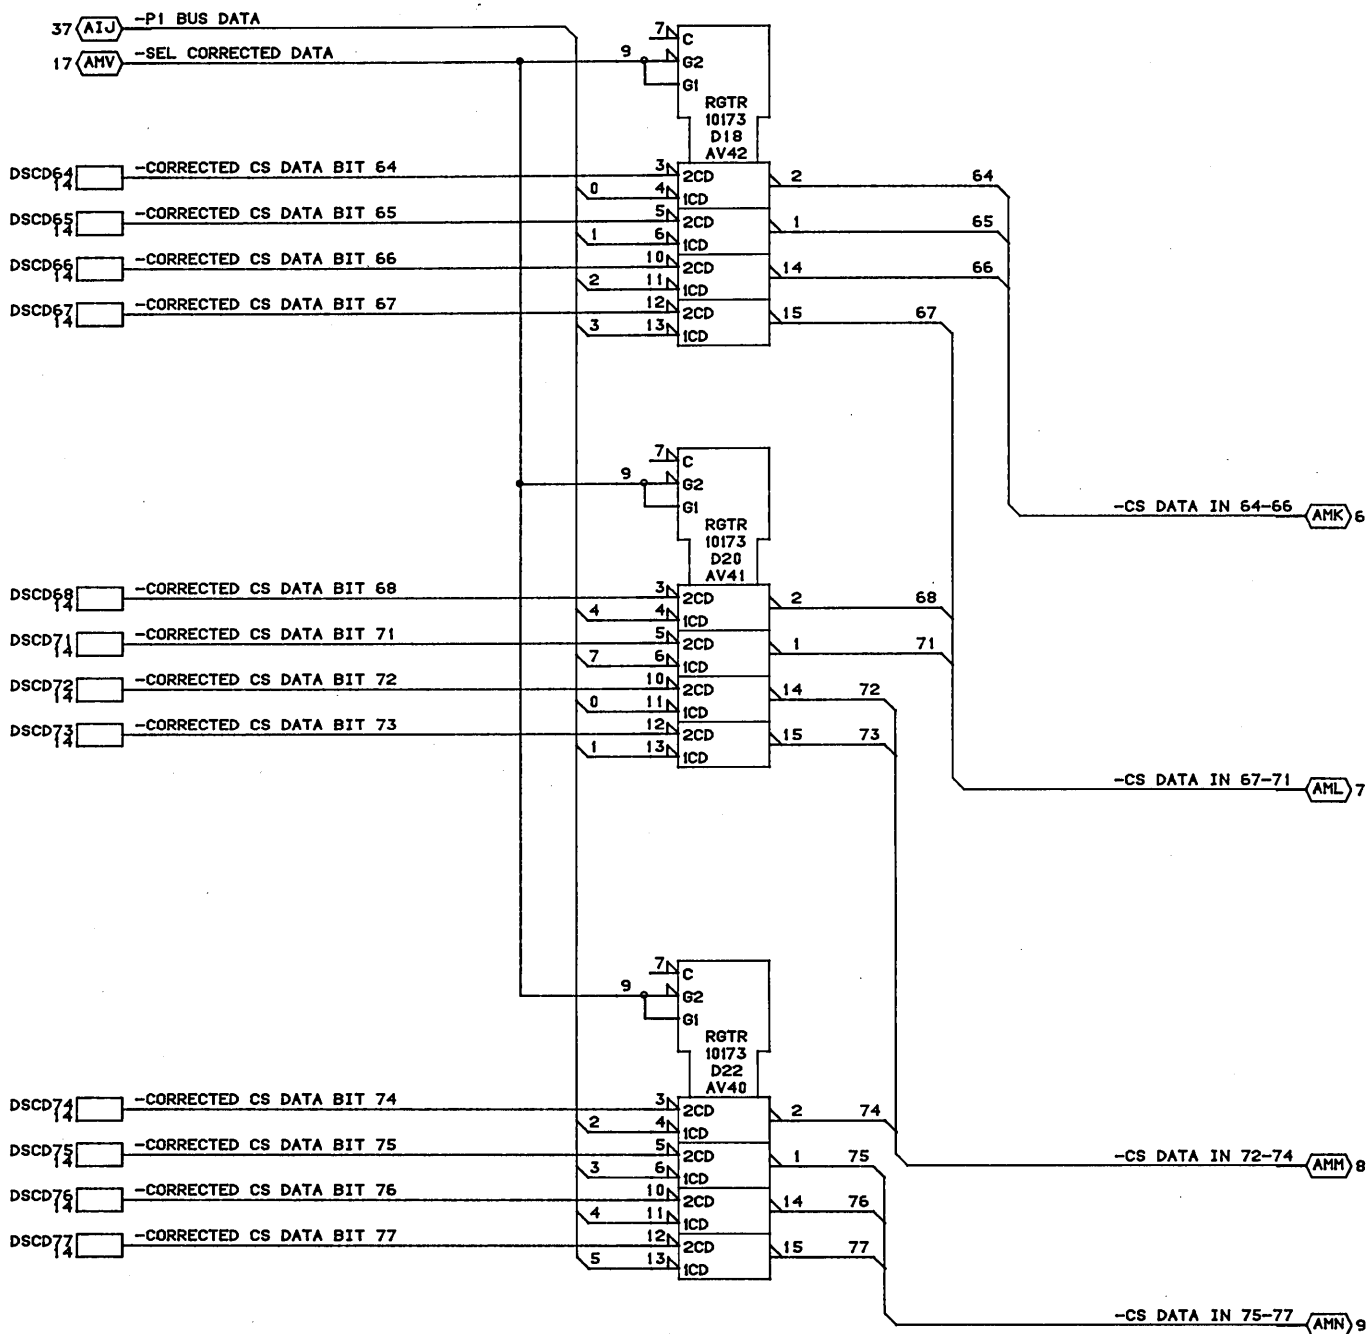 37 AIJ -P1 BUS DATA
17 AMV -SEL CORRECTED DATA 9
7 C
G2
G1
RGTR
10173
D18
AV42
DSCD64 14 -CORRECTED CS DATA BIT 64 3 2CD 2 64
0 4 1CD
DSCD65 14 -CORRECTED CS DATA BIT 65 5 2CD 1 65
1 6 1CD
DSCD66 14 -CORRECTED CS DATA BIT 66 10 2CD 14 66
2 11 1CD
DSCD67 14 -CORRECTED CS DATA BIT 67 12 2CD 15 67
3 13 1CD
7 C
9 G2
G1
-CS DATA IN 64-66 AMK 6
RGTR
10173
D20
AV41
DSCD68 14 -CORRECTED CS DATA BIT 68 3 2CD 2 68
4 4 1CD
DSCD71 14 -CORRECTED CS DATA BIT 71 5 2CD 1 71
7 6 1CD
DSCD72 14 -CORRECTED CS DATA BIT 72 10 2CD 14 72
0 11 1CD
DSCD73 14 -CORRECTED CS DATA BIT 73 12 2CD 15 73
1 13 1CD
-CS DATA IN 67-71 AML 7
7 C
9 G2
G1
RGTR
10173
D22
AV40
DSCD74 14 -CORRECTED CS DATA BIT 74 3 2CD 2 74
2 4 1CD
DSCD75 14 -CORRECTED CS DATA BIT 75 5 2CD 1 75
-CS DATA IN 72-74 AMM 8
3 6 1CD
DSCD76 14 -CORRECTED CS DATA BIT 76 10 2CD 14 76
4 11 1CD
DSCD77 14 -CORRECTED CS DATA BIT 77 12 2CD 15 77
5 13 1CD
-CS DATA IN 75-77 AMN 9